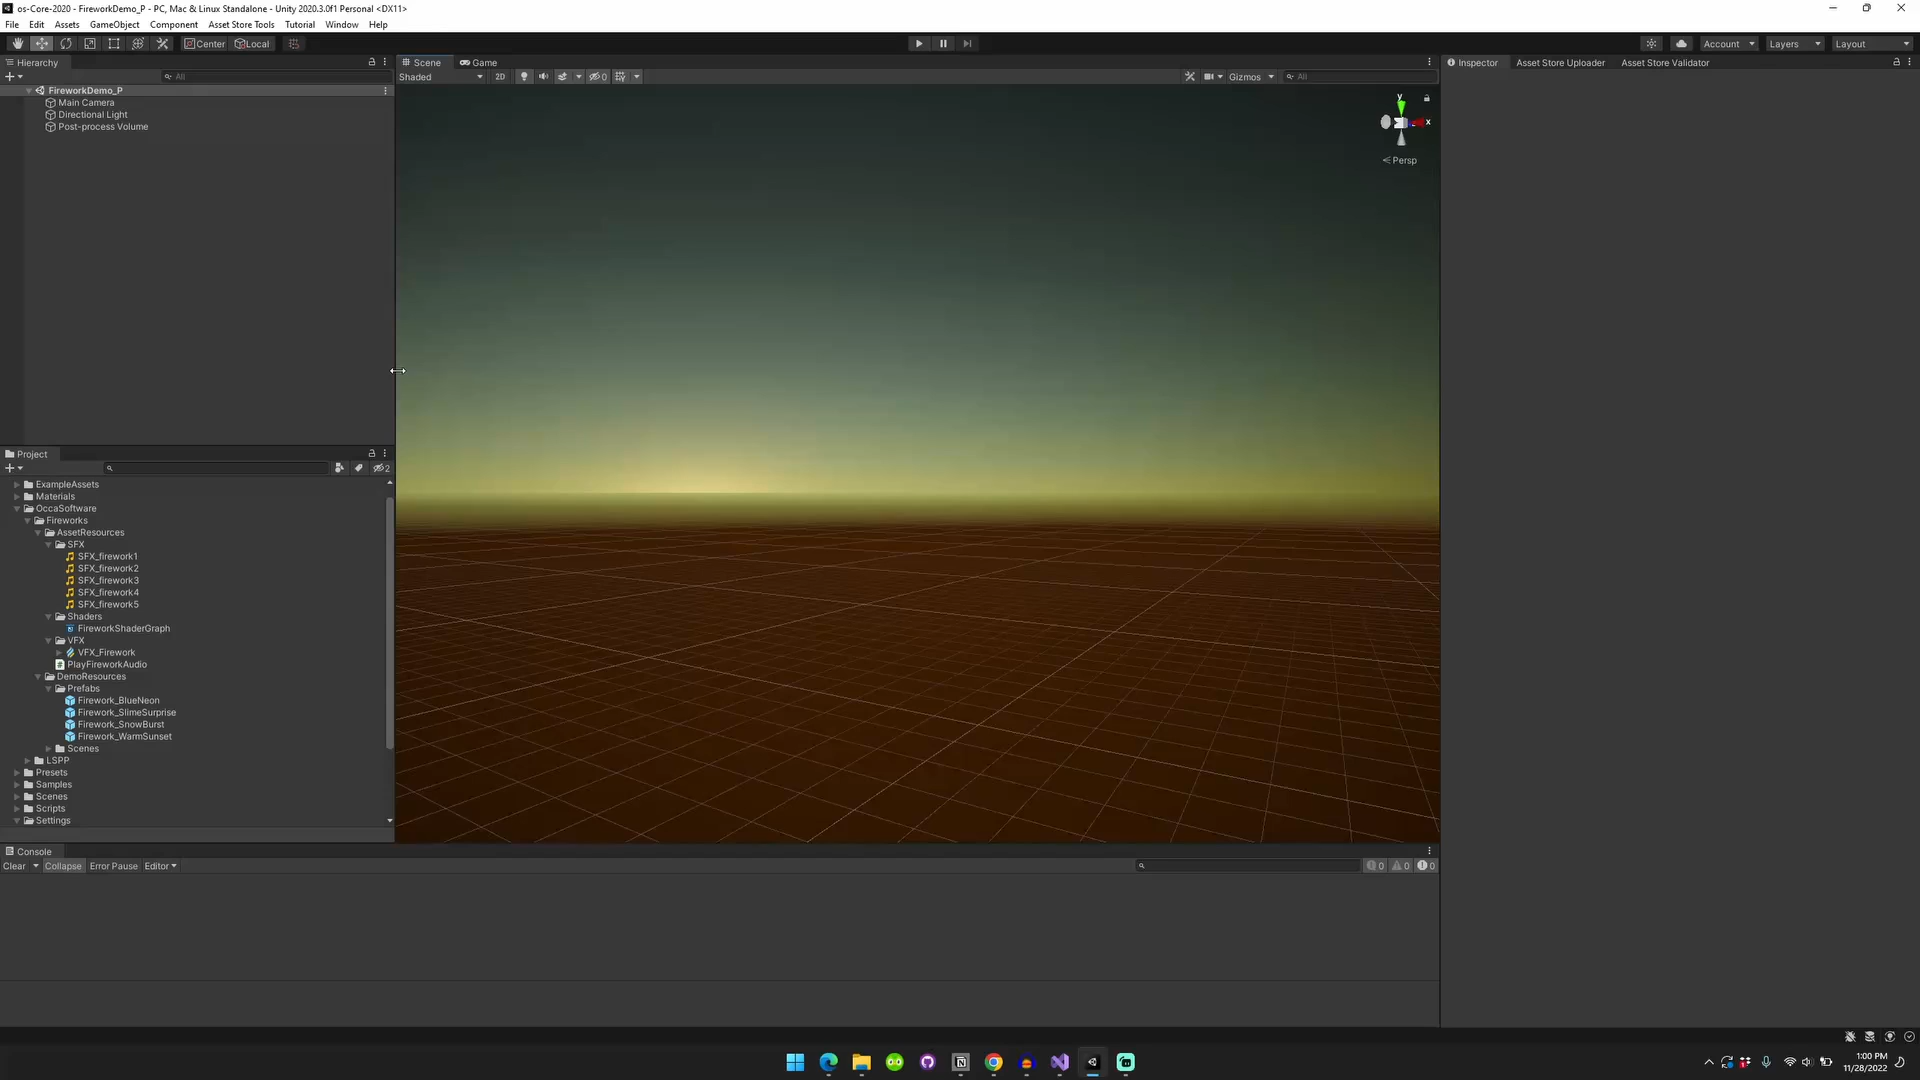 os-Core-2020 - FireworkDemo_P - PC, Mac & Linux Standalone - Unity 2020.3.0f1 Personal <DX11>
File Edit Assets GameObject Component Asset Store Tools Tutorial Window Help
Center Local Account Layers Layout
Hierarchy
All
FireworkDemo_P
Main Camera
Directional Light
Post-process Volume
Scene Game
Shaded 2D 0 Gizmos All
y
x
Persp
Inspector Asset Store Uploader Asset Store Validator
Project
2
ExampleAssets
Materials
OccaSoftware
Fireworks
AssetResources
SFX
SFX_firework1
SFX_firework2
SFX_firework3
SFX_firework4
SFX_firework5
Shaders
FireworkShaderGraph
VFX
VFX_Firework
PlayFireworkAudio
DemoResources
Prefabs
Firework_BlueNeon
Firework_SlimeSurprise
Firework_SnowBurst
Firework_WarmSunset
Scenes
LSPP
Presets
Samples
Scenes
Scripts
Settings
Console
Clear Collapse Error Pause Editor
0 0 0
1:00 PM
11/28/2022